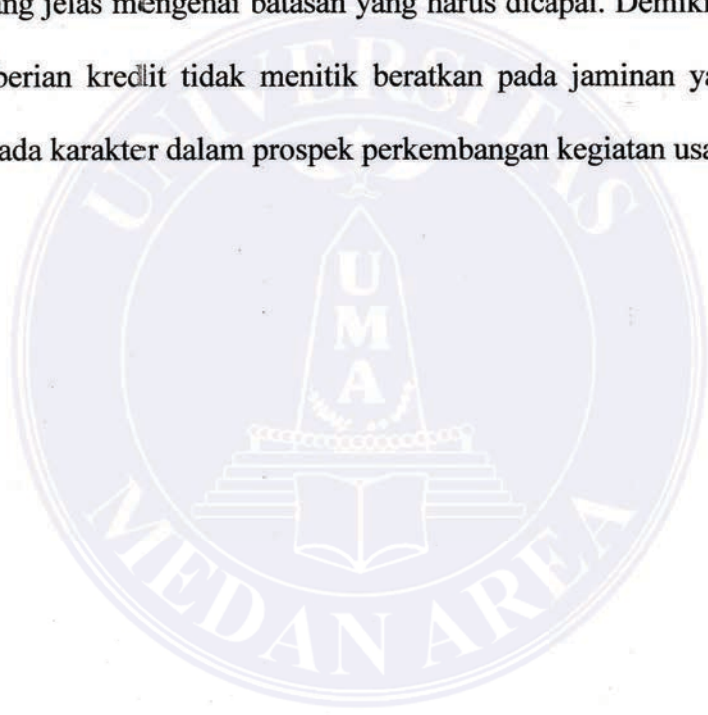 ng jelas mengenai batasan yang harus dicapai. Demiki
berian kredit tidak menitik beratkan pada jaminan ya
ada karakter dalam prospek perkembangan kegiatan usa
UNIVERSITAS
UMA
MEDAN AREA